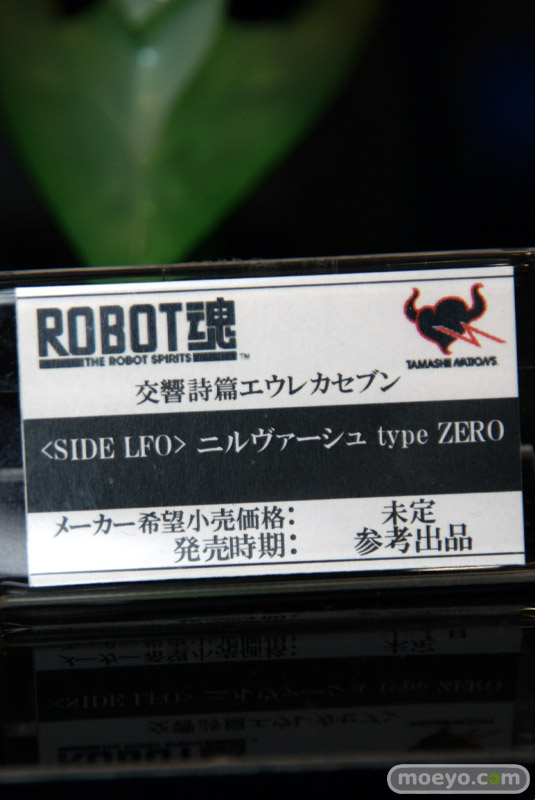 ROBOT魂
THE ROBOT SPIRITS™
TAMASHII NATIONS
交響詩篇エウレカセブン
<SIDE LFO> ニルヴァーシュ type ZERO
メーカー希望小売価格： 未定
発売時期： 参考出品
moeyo.com